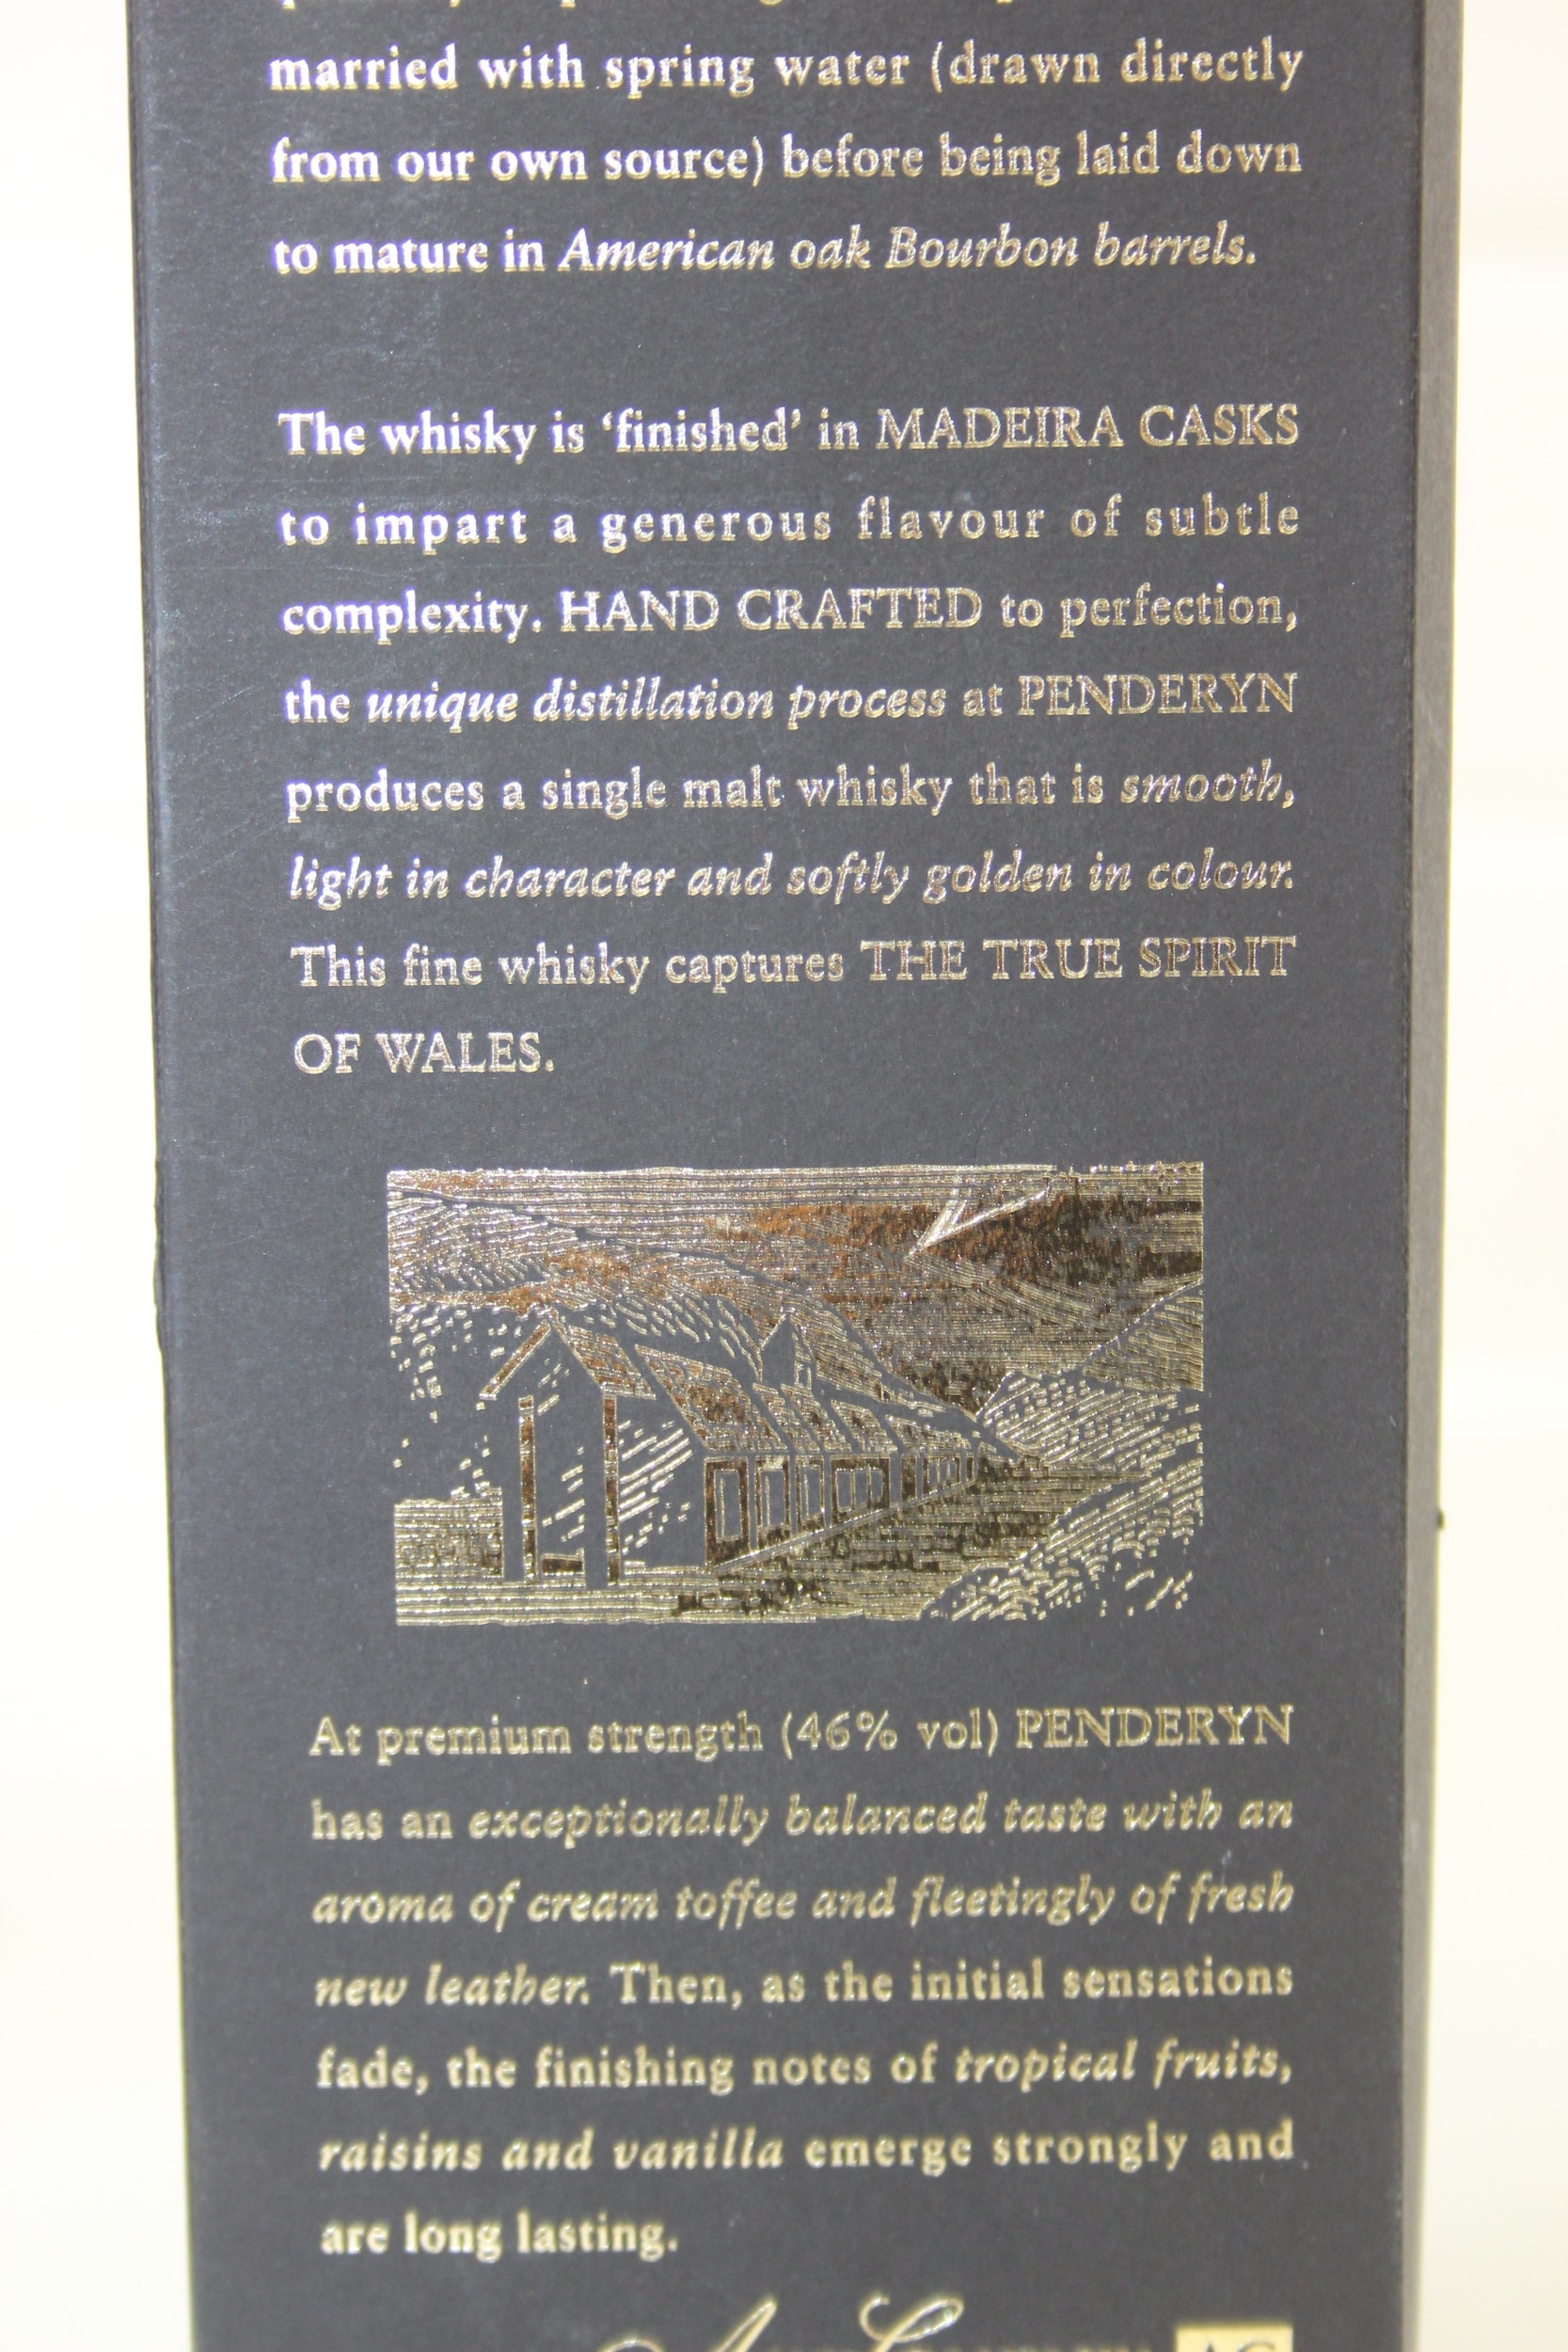 married with spring water (drawn directly
from our own source) before being laid down
to mature in American oak Bourbon barrels.
The whisky is ‘finished’ in MADEIRA CASKS
to impart a generous flavour of subtle
complexity. HAND CRAFTED to perfection,
the unique distillation process at PENDERYN
produces a single malt whisky that is smooth,
light in character and softly golden in colour.
This fine whisky captures THE TRUE SPIRIT
OF WALES.
At premium strength (46% vol) PENDERYN
has an exceptionally balanced taste with an
aroma of cream toffee and fleetingly of fresh
new leather. Then, as the initial sensations
fade, the finishing notes of tropical fruits,
raisins and vanilla emerge strongly and
are long lasting.